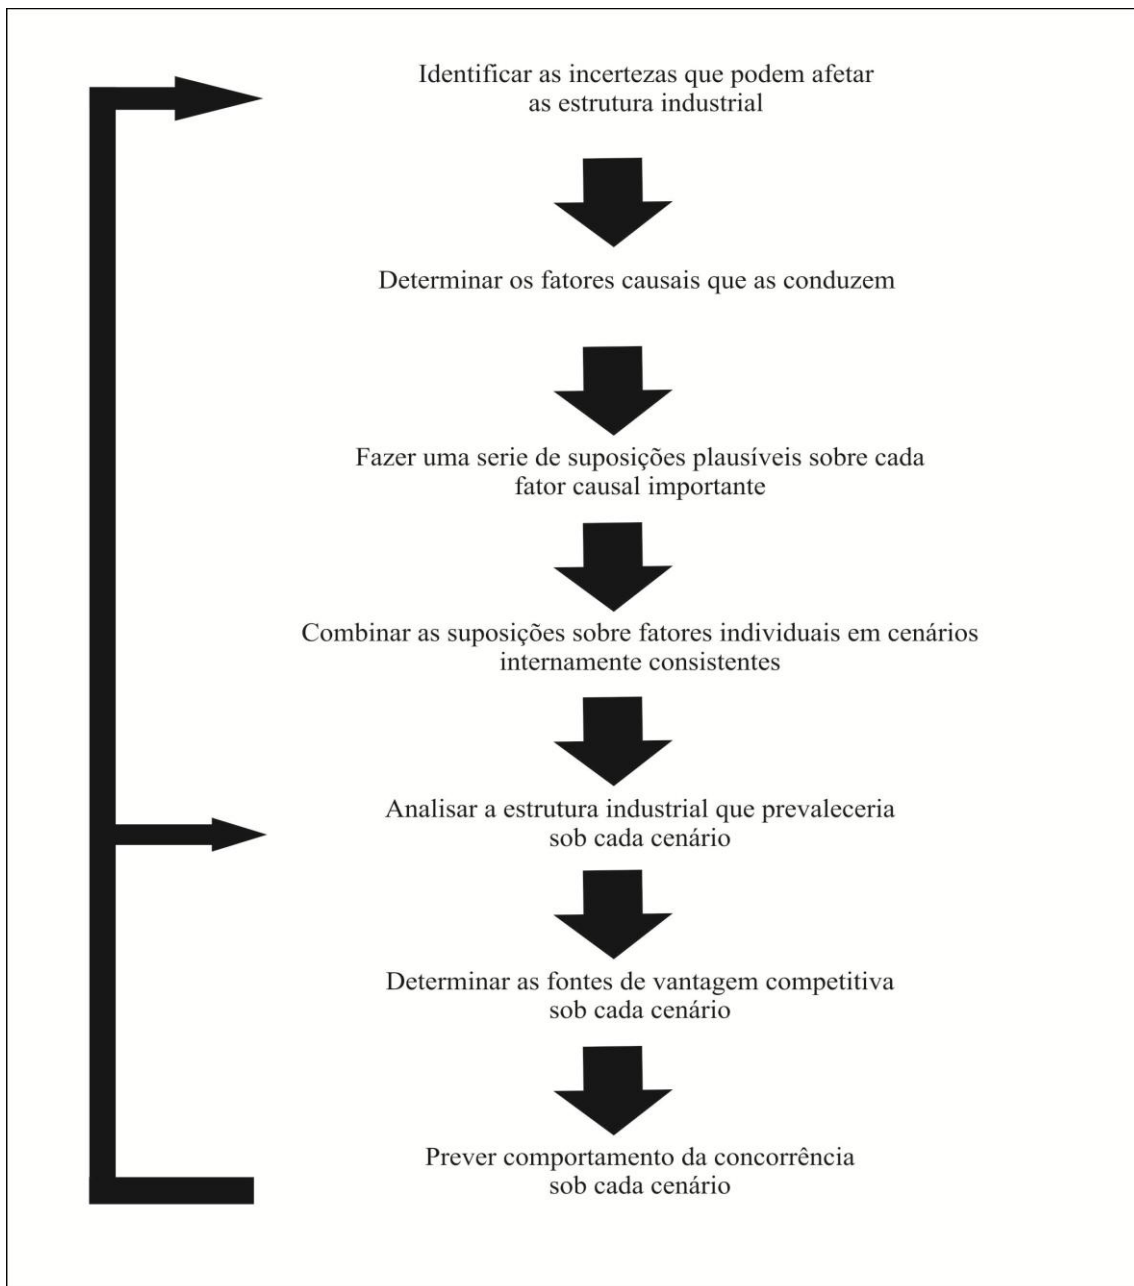 Identificar as incertezas que podem afetar
as estrutura industrial
Determinar os fatores causais que as conduzem
Fazer uma serie de suposições plausíveis sobre cada
fator causal importante
Combinar as suposições sobre fatores individuais em cenários
internamente consistentes
Analisar a estrutura industrial que prevaleceria
sob cada cenário
Determinar as fontes de vantagem competitiva
sob cada cenário
Prever comportamento da concorrência
sob cada cenário